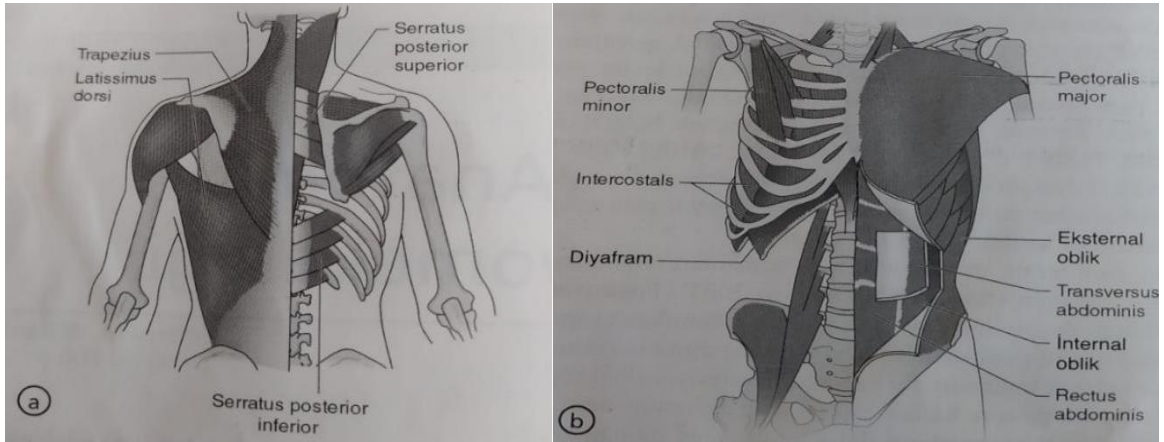 Trapezius
Latissimus
dorsi
Serratus
posterior
superior
Serratus posterior
inferior
a
Pectoralis
minor
Pectoralis
major
Intercostals
Diyafram
Eksternal
oblik
Transversus
abdominis
İnternal
oblik
Rectus
abdominis
b